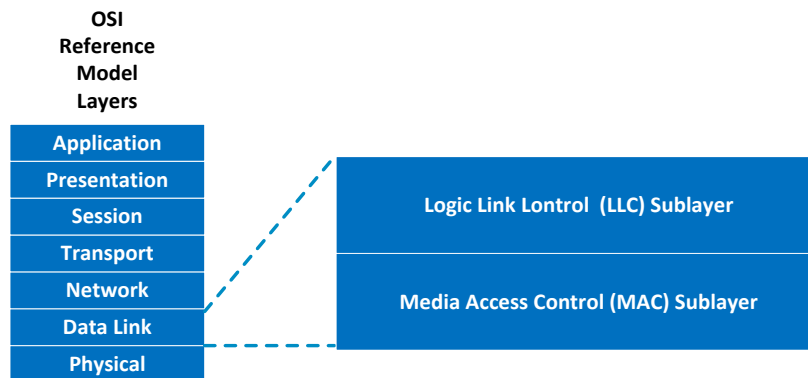 OSI
Reference
Model
Layers
Application
Presentation
Session
Transport
Network
Data Link
Physical
Logic Link Lontrol (LLC) Sublayer
Media Access Control (MAC) Sublayer